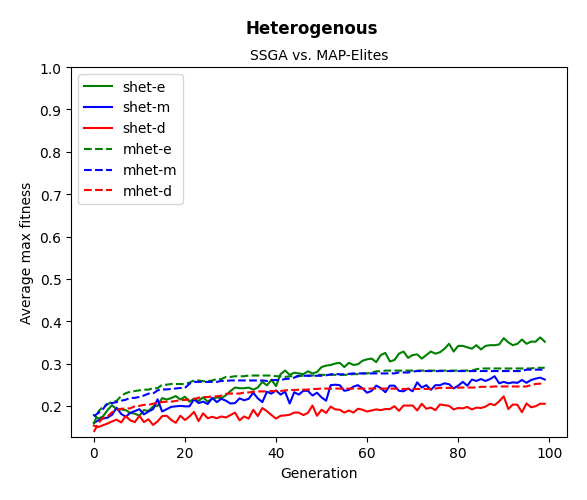 Heterogenous
SSGA vs. MAP-Elites
1.0
0.9
0.8
0.7
0.6
0.5
0.4
0.3
0.2
Average max fitness
shet-e
shet-m
shet-d
mhet-e
mhet-m
mhet-d
0 20 40 60 80 100
Generation